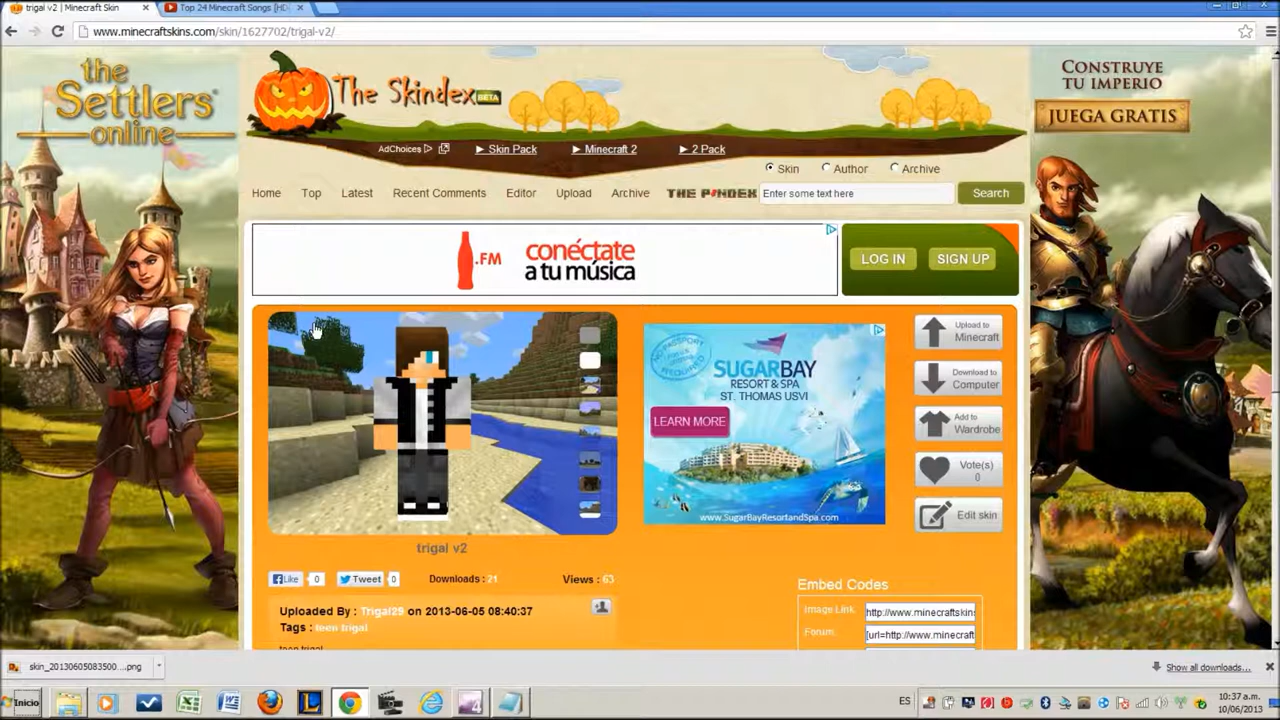 trigal v2 | Minecraft Skin
Top 24 Minecraft Songs [HD
www.minecraftskins.com/skin/1627702/trigal-v2/
the Settlers online
The Skindex BETA
CONSTRUYE
TU IMPERIO
JUEGA GRATIS
AdChoices
Skin Pack
Minecraft 2
2 Pack
Skin
Author
Archive
Home
Top
Latest
Recent Comments
Editor
Upload
Archive
Enter some text here
Search
.FM
conéctate
a tu música
LOG IN
SIGN UP
NO PASSPORT
SUGARBAY
RESORT & SPA
ST. THOMAS USVI
LEARN MORE
www.SugarBayResortandSpa.com
Upload to
Minecraft
Download to
Computer
Add to
Wardrobe
Vote(s)
0
Edit skin
trigal v2
Like
0
Tweet
0
Downloads : 21
Views : 63
Embed Codes
Uploaded By : Trigal29 on 2013-06-05 08:40:37
Tags : teen trigal
teen trigal
Image Link:
http://www.minecraftskins
Forum:
[url=http://www.minecraft
skin_20130605083500....png
Show all downloads...
Inicio
ES
10:37 a.m.
10/06/2013